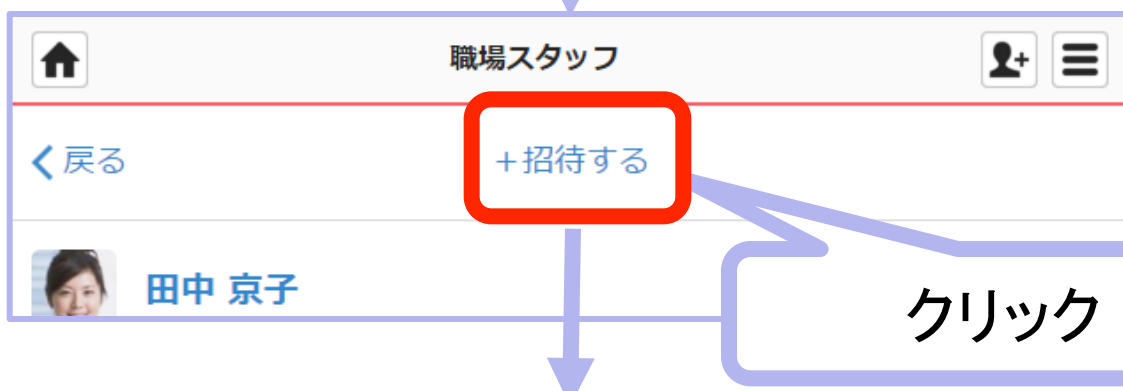 職場スタッフ
戻る
+招待する
田中 京子
クリック